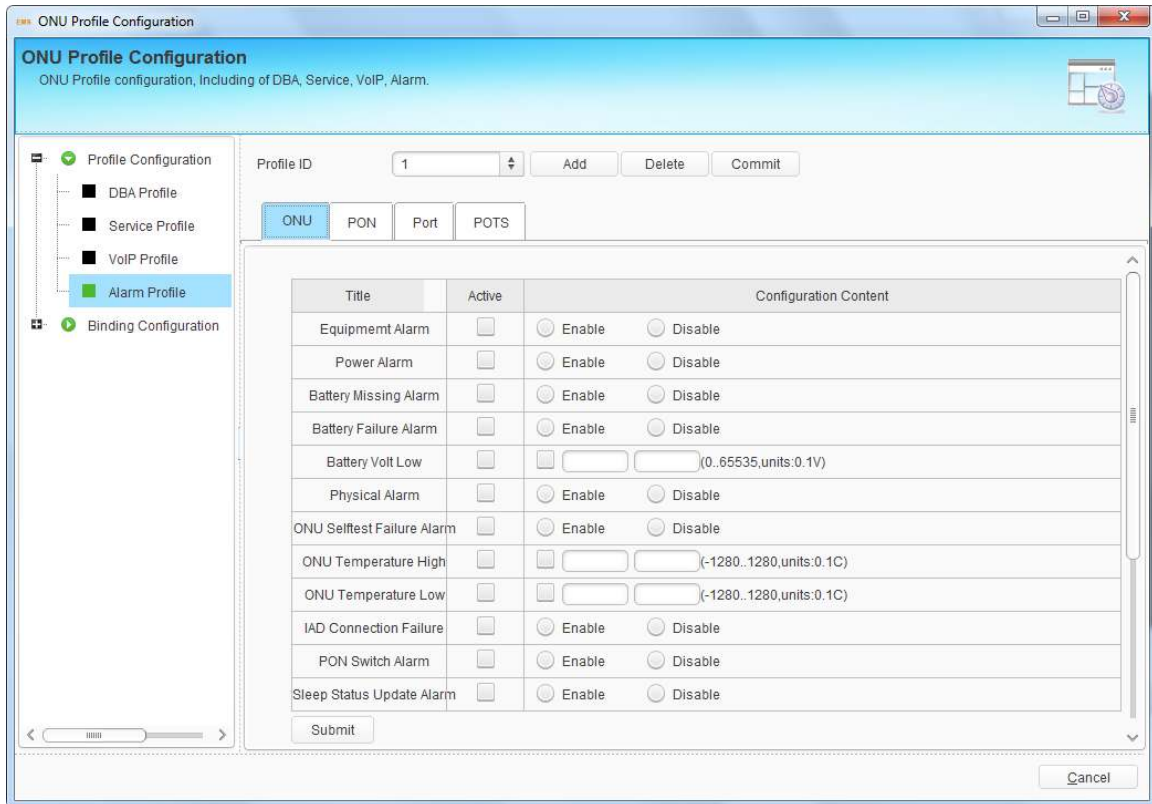 EMS ONU Profile Configuration
ONU Profile Configuration
ONU Profile configuration, Including of DBA, Service, VoIP, Alarm.
Profile Configuration
DBA Profile
Service Profile
VoIP Profile
Alarm Profile
Binding Configuration
Profile ID 1 Add Delete Commit
ONU PON Port POTS
Title Active Configuration Content
Equipmemt Alarm Enable Disable
Power Alarm Enable Disable
Battery Missing Alarm Enable Disable
Battery Failure Alarm Enable Disable
Battery Volt Low (0..65535,units:0.1V)
Physical Alarm Enable Disable
ONU Selftest Failure Alarm Enable Disable
ONU Temperature High (-1280..1280,units:0.1C)
ONU Temperature Low (-1280..1280,units:0.1C)
IAD Connection Failure Enable Disable
PON Switch Alarm Enable Disable
Sleep Status Update Alarm Enable Disable
Submit
Cancel